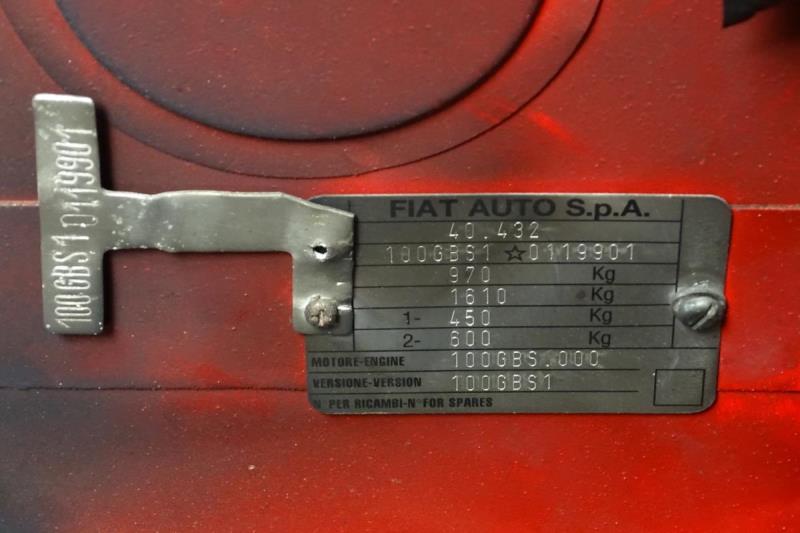 100GBS1 0119901
FIAT AUTO S.p.A.
40.432
100GBS1 ☆0119901
970 Kg
1610 Kg
1- 450 Kg
2- 600 Kg
MOTORE-ENGINE 100GBS.000
VERSIONE-VERSION 100GBS1
N° PER RICAMBI-N° FOR SPARES